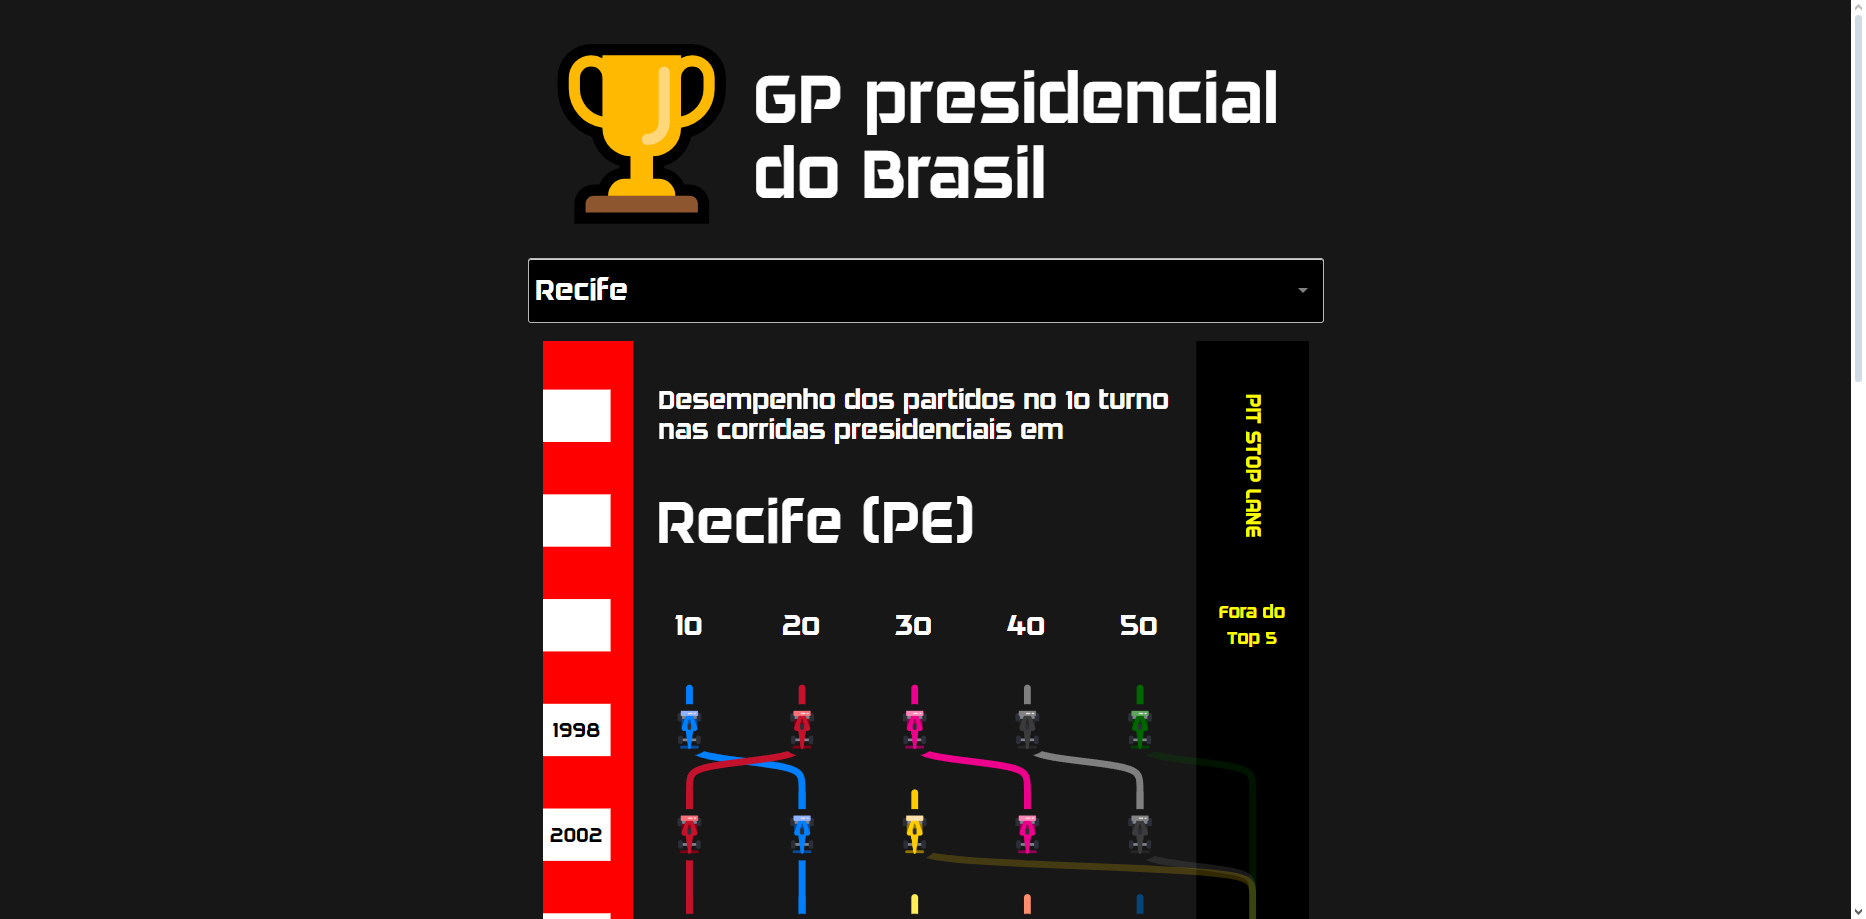 GP presidencial
do Brasil
Recife
Desempenho dos partidos no 1o turno
nas corridas presidenciais em
Recife (PE)
PIT STOP LANE
1o 2o 3o 4o 5o
Fora do
Top 5
1998
2002